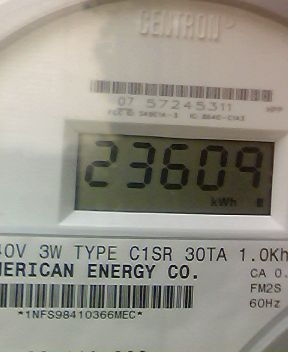 CENTRON
07 57245311
23609
kWh
40V 3W TYPE C1SR 30TA 1.0Kh
MERICAN ENERGY CO.
CA 0.
FM2S
60Hz
*1NFS98410366MEC*